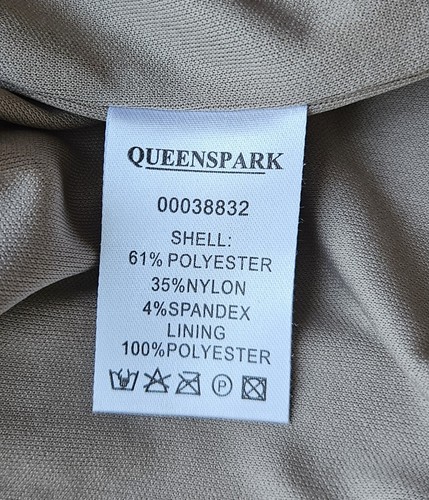 QUEENSPARK
00038832
SHELL:
61% POLYESTER
35%NYLON
4%SPANDEX
LINING
100%POLYESTER
P